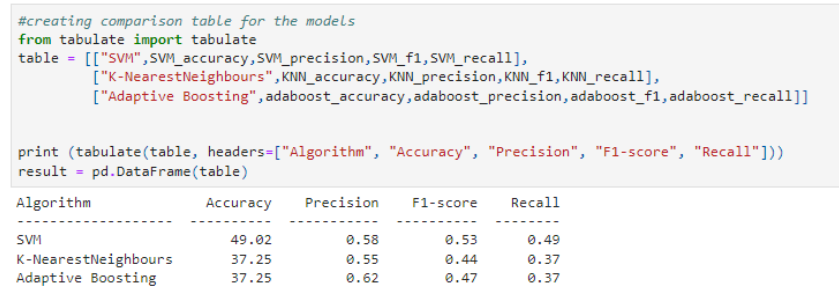 #creating comparison table for the models
from tabulate import tabulate
table = [["SVM",SVM_accuracy,SVM_precision,SVM_f1,SVM_recall],
["K-NearestNeighbours",KNN_accuracy,KNN_precision,KNN_f1,KNN_recall],
["Adaptive Boosting",adaboost_accuracy,adaboost_precision,adaboost_f1,adaboost_recall]]
print (tabulate(table, headers=["Algorithm", "Accuracy", "Precision", "F1-score", "Recall"]))
result = pd.DataFrame(table)
Algorithm Accuracy Precision F1-score Recall
------------------- ---------- ----------- ---------- --------
SVM 49.02 0.58 0.53 0.49
K-NearestNeighbours 37.25 0.55 0.44 0.37
Adaptive Boosting 37.25 0.62 0.47 0.37